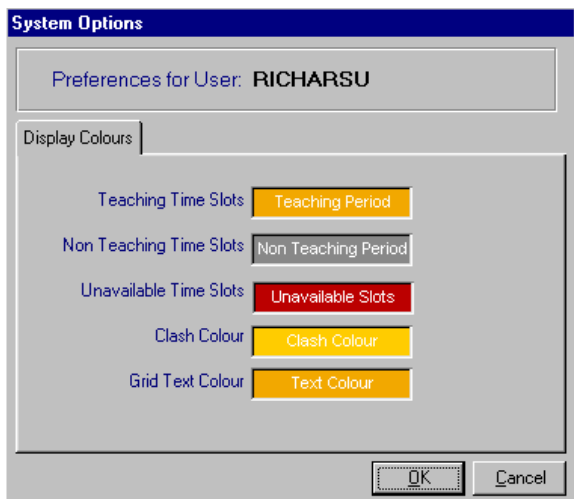 System Options
Preferences for User: RICHARSU
Display Colours
Teaching Time Slots Teaching Period
Non Teaching Time Slots Non Teaching Period
Unavailable Time Slots Unavailable Slots
Clash Colour Clash Colour
Grid Text Colour Text Colour
OK Cancel